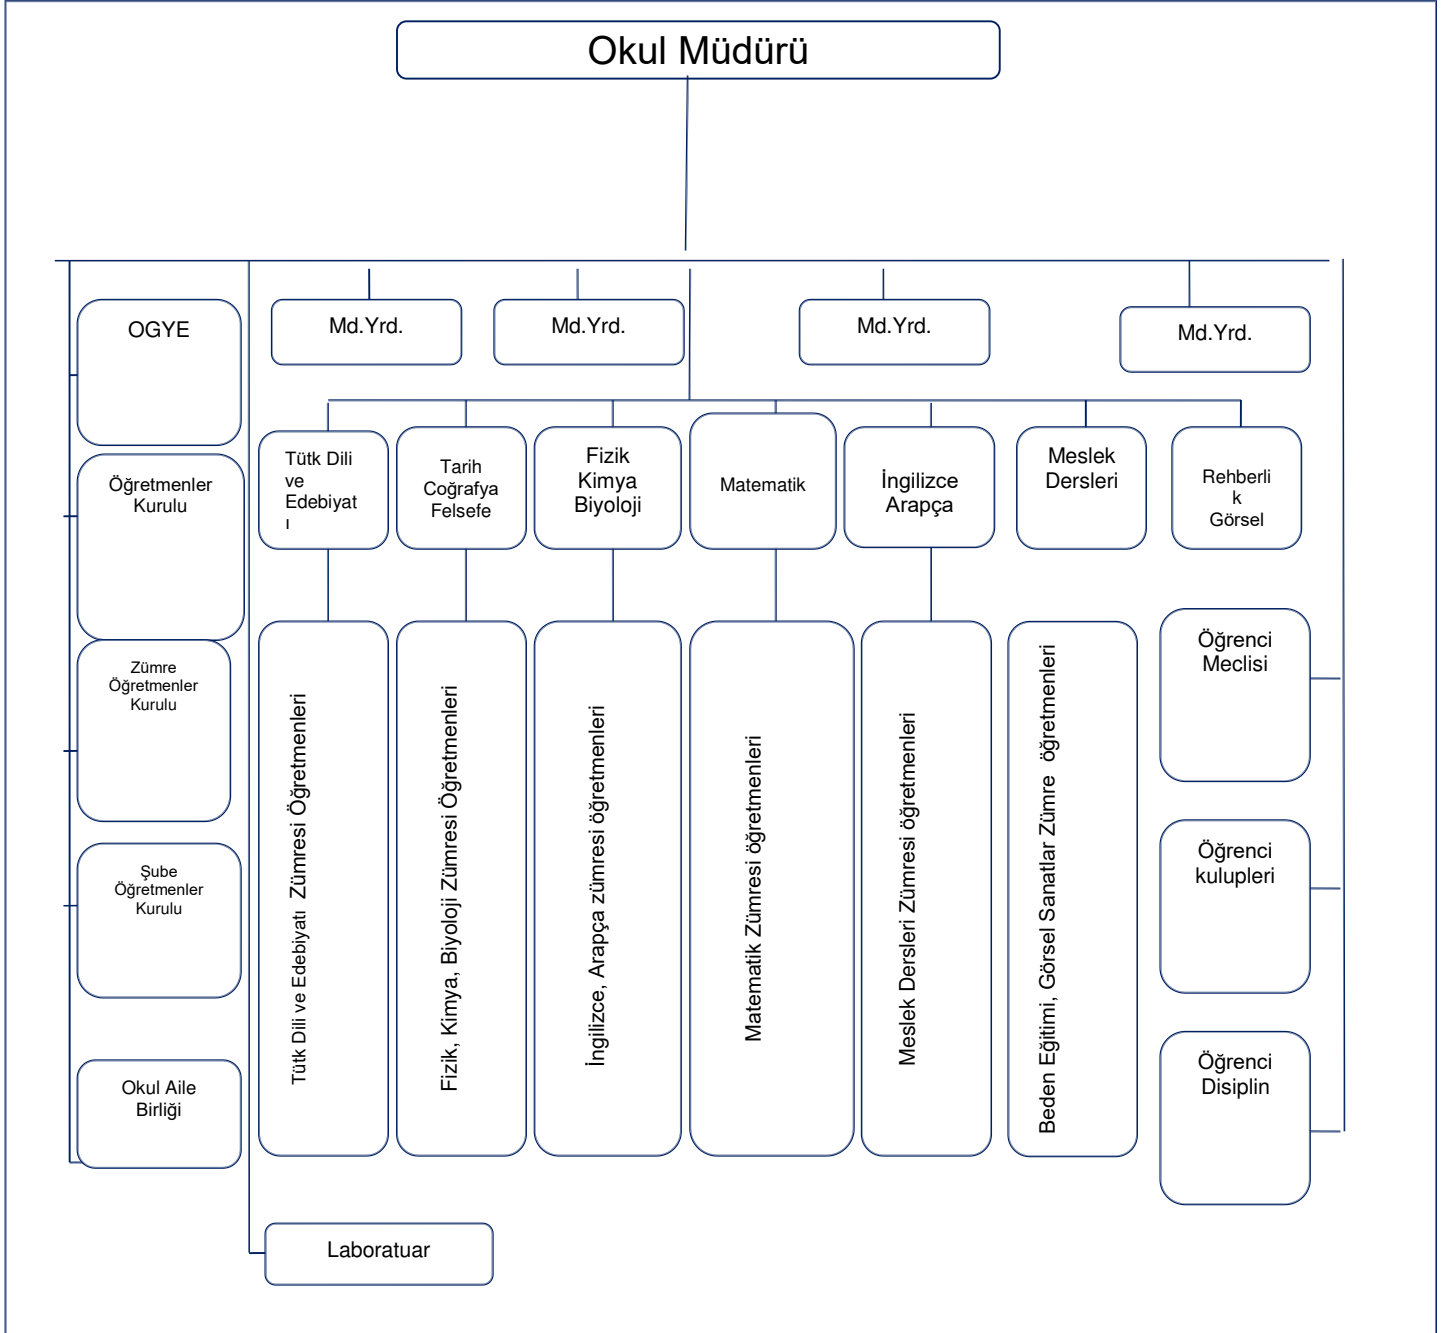 Okul Müdürü
OGYE
Md.Yrd.
Md.Yrd.
Md.Yrd.
Md.Yrd.
Tütk Dili
ve
Edebiyat
ı
Tarih
Coğrafya
Felsefe
Fizik
Kimya
Biyoloji
Matematik
İngilizce
Arapça
Meslek
Dersleri
Rehberli
k
Görsel
Öğretmenler
Kurulu
Zümre
Öğretmenler
Kurulu
Şube
Öğretmenler
Kurulu
Okul Aile
Birliği
Tütk Dili ve Edebiyatı Zümresi Öğretmenleri
Fizik, Kimya, Biyoloji Zümresi Öğretmenleri
İngilizce, Arapça zümresi öğretmenleri
Matematik Zümresi öğretmenleri
Meslek Dersleri Zümresi öğretmenleri
Beden Eğitimi, Görsel Sanatlar Zümre öğretmenleri
Öğrenci
Meclisi
Öğrenci
kulupleri
Öğrenci
Disiplin
Laboratuar